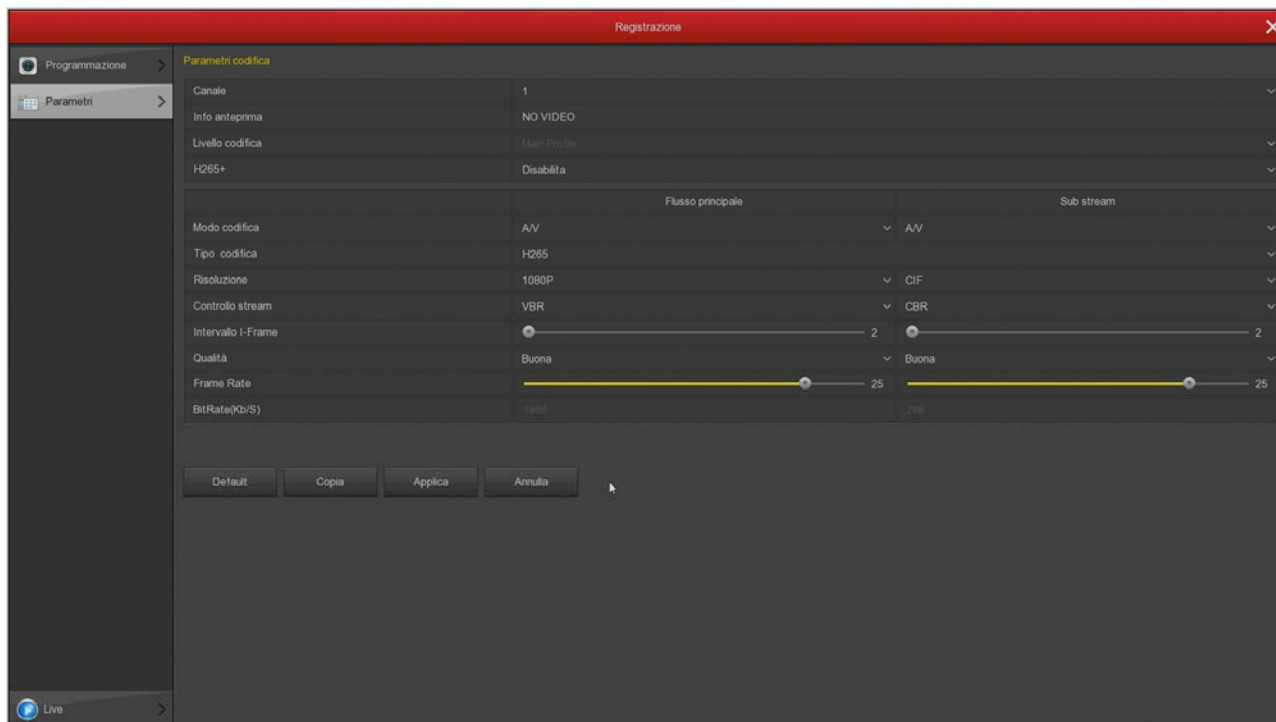 Registrazione
Programmazione
Parametri
Parametri codifica
Canale 1
Info anteprima NO VIDEO
Livello codifica Main Profile
H265+ Disabilita
Flusso principale Sub stream
Modo codifica A/V A/V
Tipo codifica H265
Risoluzione 1080P CIF
Controllo stream VBR CBR
Intervallo I-Frame 2 2
Qualità Buona Buona
Frame Rate 25 25
BitRate(Kb/S)
Default Copia Applica Annulla
Live